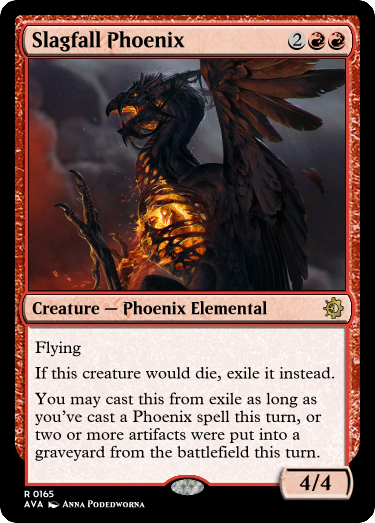 Slagfall Phoenix 2
Creature — Phoenix Elemental
Flying
If this creature would die, exile it instead.
You may cast this from exile as long as
you've cast a Phoenix spell this turn, or
two or more artifacts were put into a
graveyard from the battlefield this turn.
4/4
R 0165
AVA Anna Podedworna